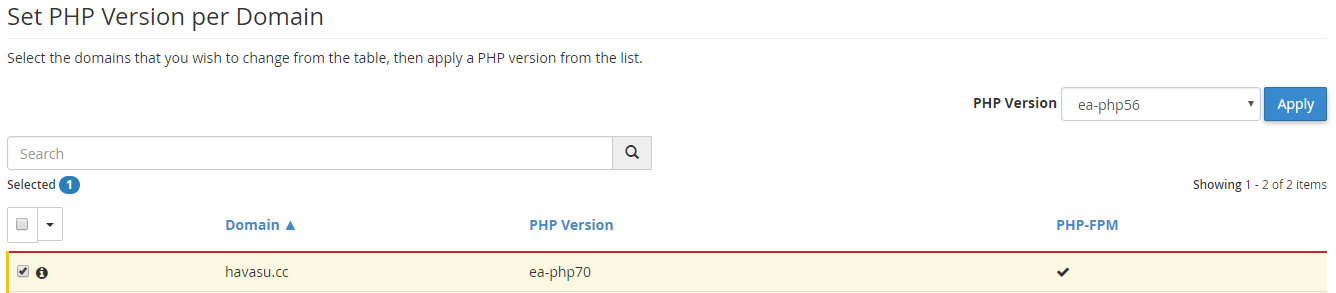 Set PHP Version per Domain
Select the domains that you wish to change from the table, then apply a PHP version from the list.
PHP Version ea-php56 Apply
Search
Selected 1 Showing 1 - 2 of 2 items
Domain ▲ PHP Version PHP-FPM
havasu.cc ea-php70